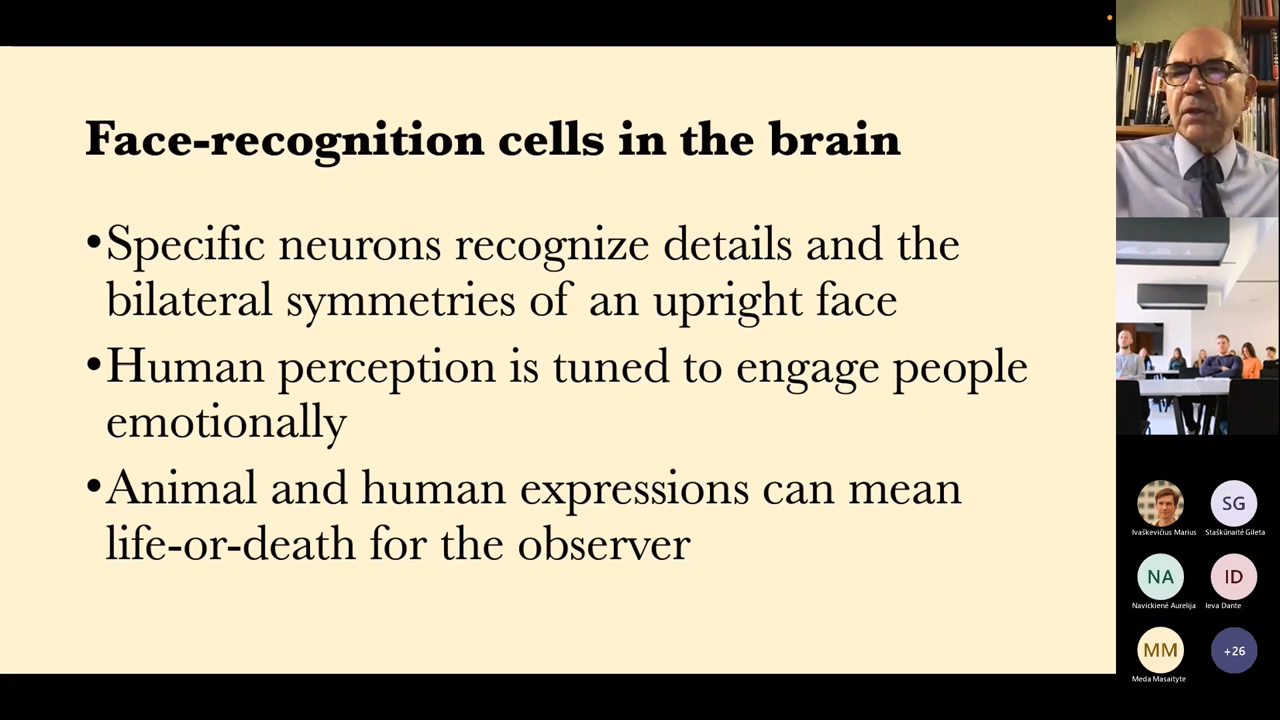 Face-recognition cells in the brain
•Specific neurons recognize details and the
bilateral symmetries of an upright face
•Human perception is tuned to engage people
emotionally
•Animal and human expressions can mean
life-or-death for the observer
SG
Ivaškevičius Marius
Staškūnaitė Gileta
NA
ID
Navickienė Aurelija
Ieva Dante
MM
+26
Meda Masaityte